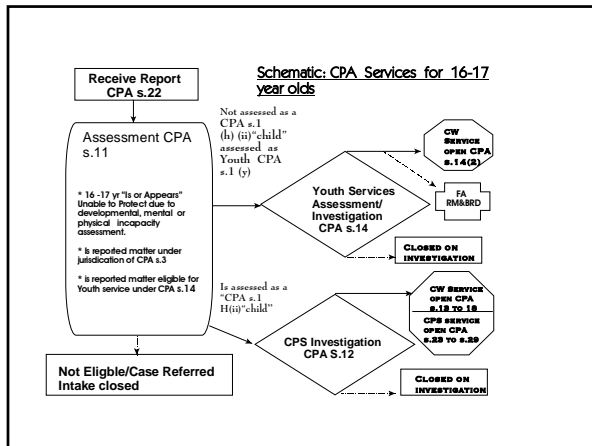 Receive Report
CPA s.22
Schematic: CPA Services for 16-17
year olds
Assessment CPA
s.11
* 16 -17 yr "Is or Appears"
Unable to Protect due to
developmental, mental or
physical incapacity
assessment.
* Is reported matter under
jurisdication of CPA s.3
* is reported matter eligible for
Youth service under CPA s.14
Not assessed as a
CPA s.1
(h) (ii) "child"
assessed as
Youth CPA
s.1 (y)
Youth Services
Assessment/
Investigation
CPA s.14
CW
Service
open CPA
s.14(2)
FA
RM&BRD
Closed on
investigation
Is assessed as a
"CPA s.1
H(ii)"child"
CPS Investigation
CPA S.12
CW Service
open CPA
s.13 to 18
CPS service
open CPA
s.23 to s.29
Closed on
investigation
Not Eligible/Case Referred
Intake closed